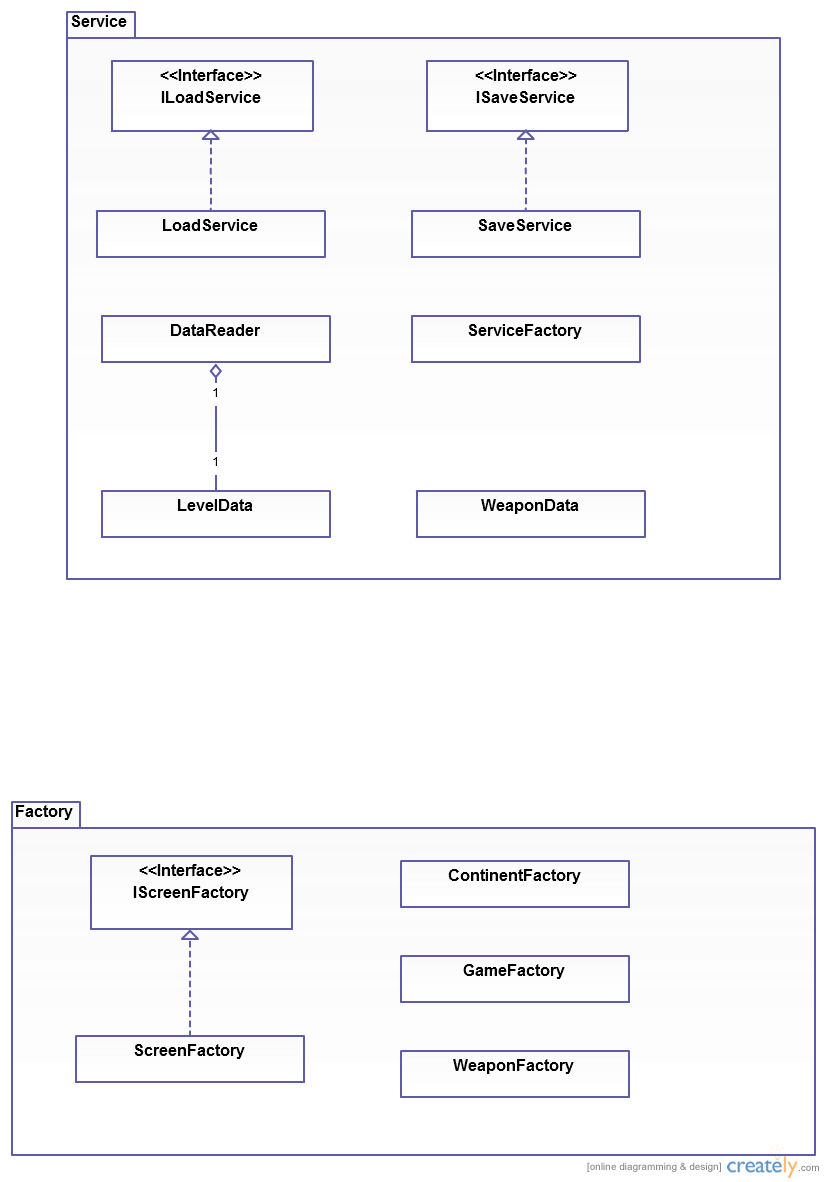 Service
<<Interface>>
ILoadService
<<Interface>>
ISaveService
LoadService
SaveService
DataReader
ServiceFactory
1
1
LevelData
WeaponData
Factory
<<Interface>>
IScreenFactory
ContinentFactory
GameFactory
ScreenFactory
WeaponFactory
[online diagramming & design] creately.com